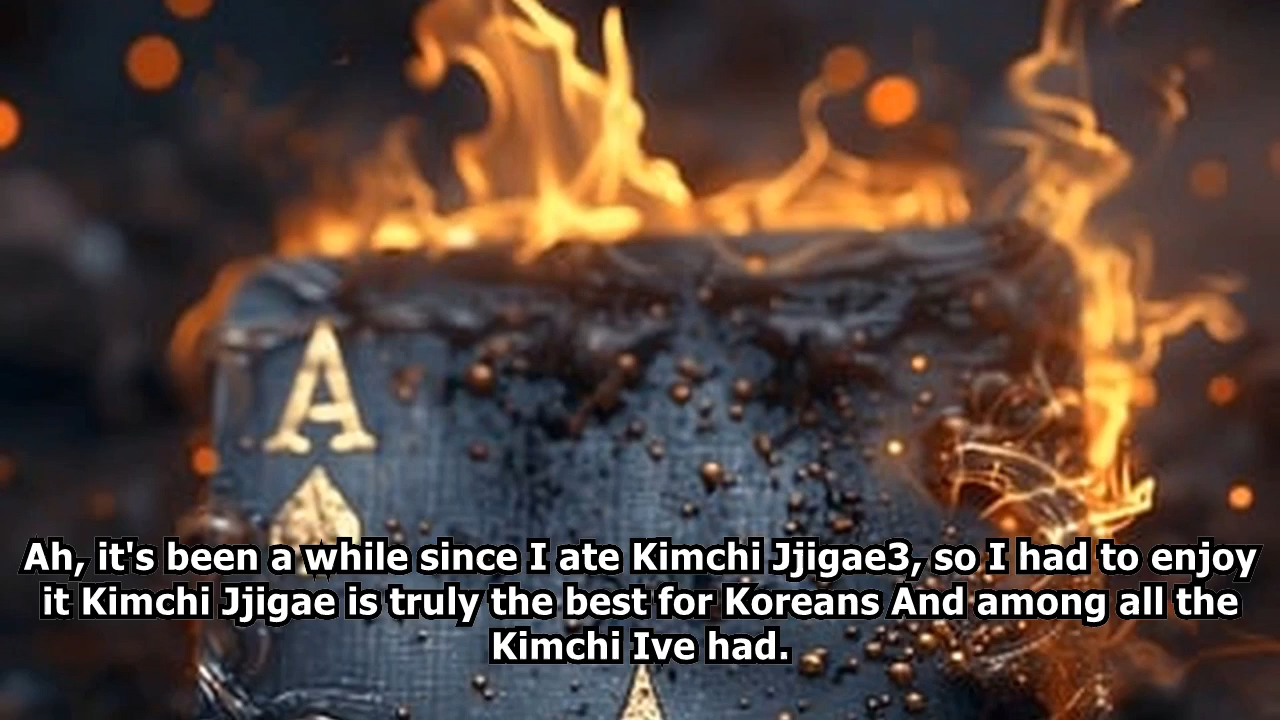 A
Ah, it's been a while since I ate Kimchi Jjigae3, so I had to enjoy
it Kimchi Jjigae is truly the best for Koreans And among all the
Kimchi Ive had.